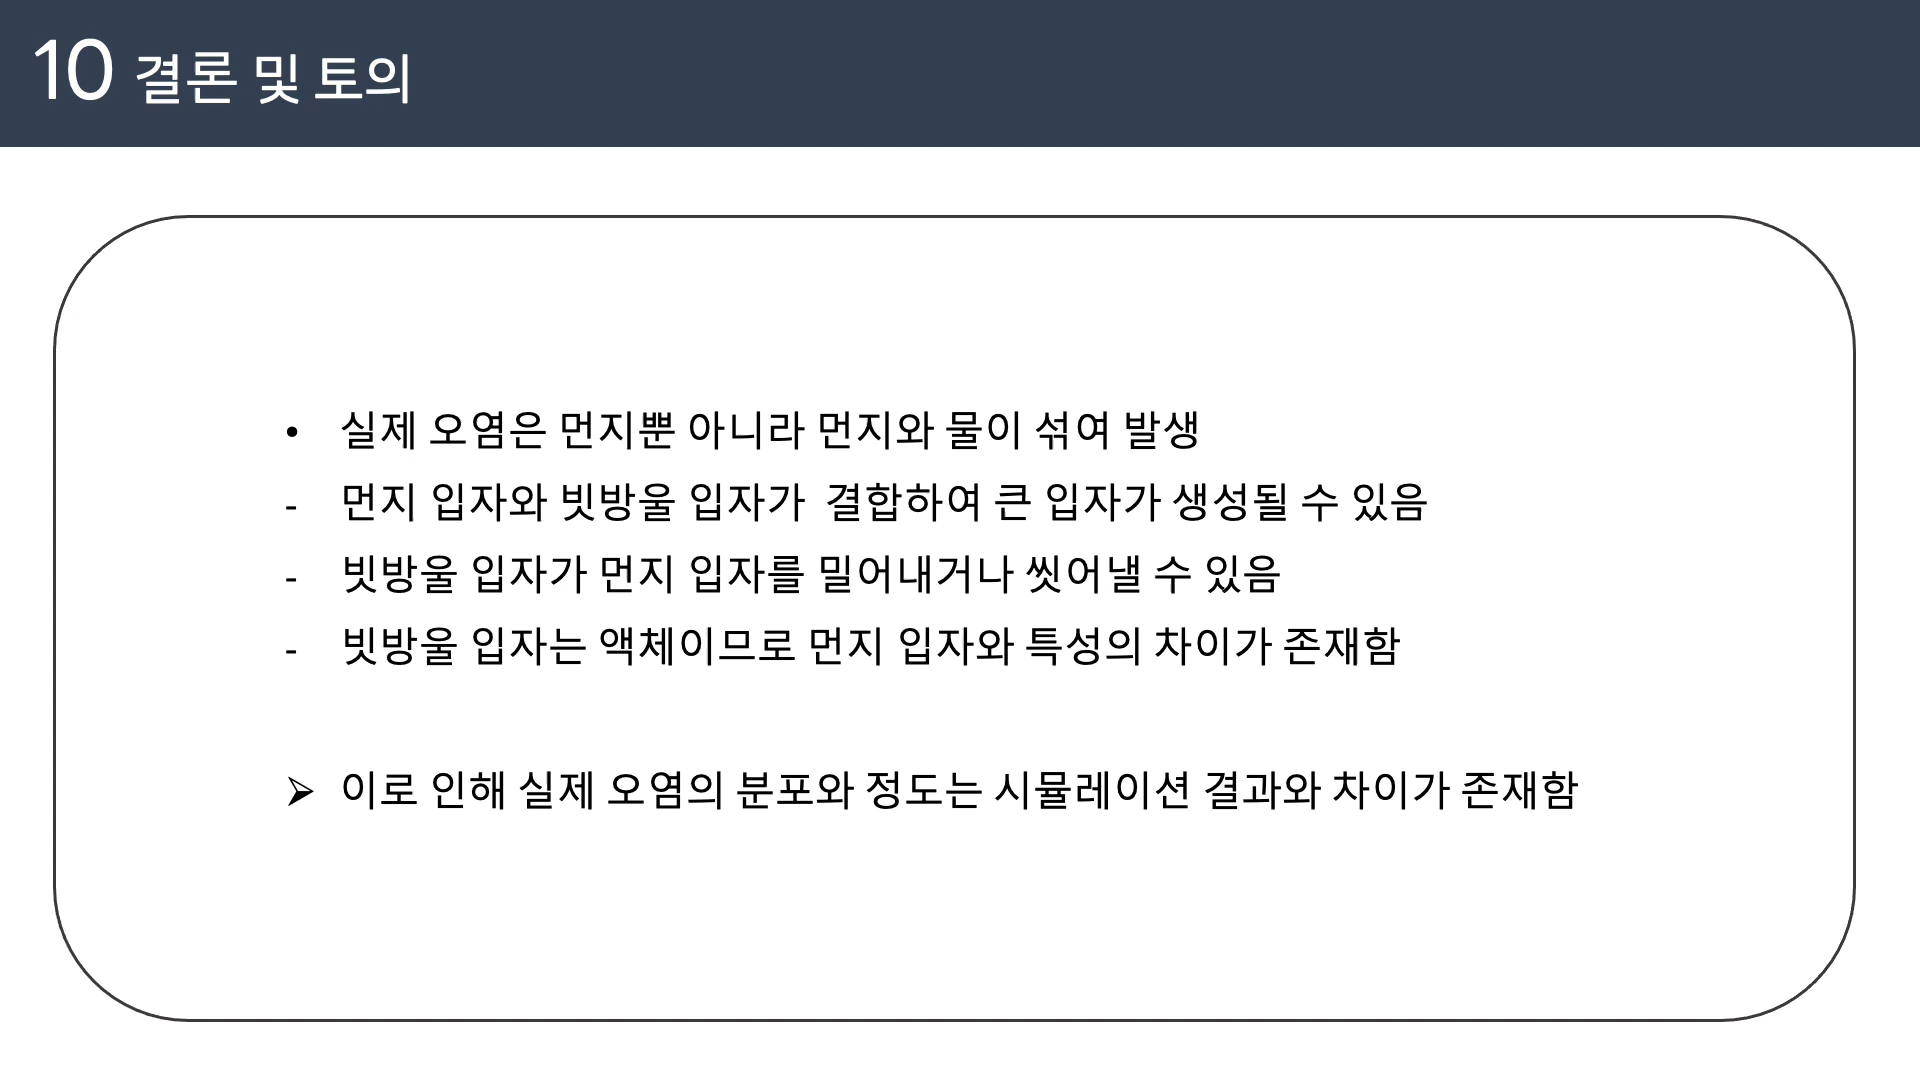 10 결론 및 토의
• 실제 오염은 먼지뿐 아니라 먼지와 물이 섞여 발생
- 먼지 입자와 빗방울 입자가 결합하여 큰 입자가 생성될 수 있음
- 빗방울 입자가 먼지 입자를 밀어내거나 씻어낼 수 있음
- 빗방울 입자는 액체이므로 먼지 입자와 특성의 차이가 존재함
➢ 이로 인해 실제 오염의 분포와 정도는 시뮬레이션 결과와 차이가 존재함